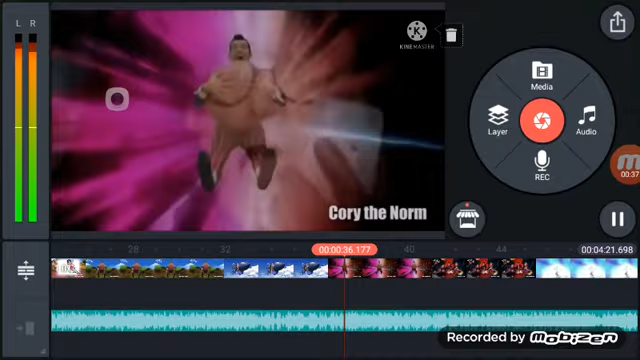 L R
KINEMASTER
Media
Layer
Audio
REC
00:37
Cory the Norm
28
32
00:00:36.177
40
44
00:04:21.698
Recorded by mobizen